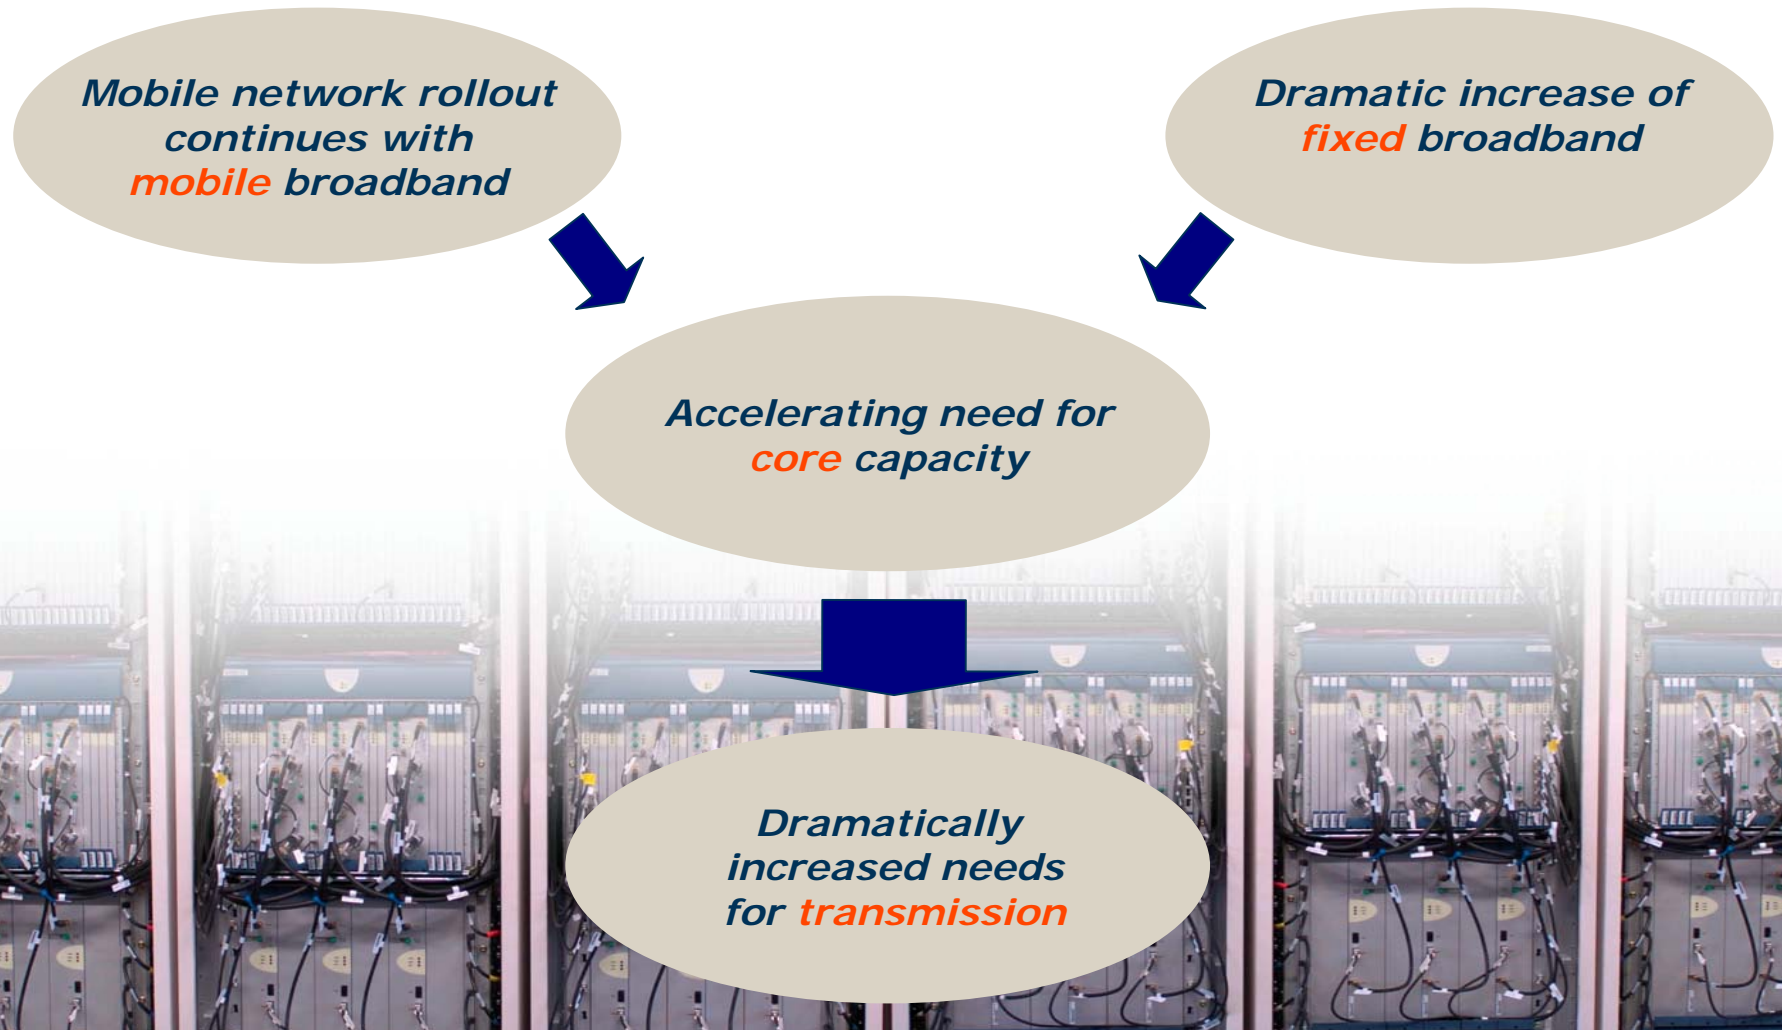 Mobile network rollout
continues with
mobile broadband
Dramatic increase of
fixed broadband
Accelerating need for
core capacity
Dramatically
increased needs
for transmission